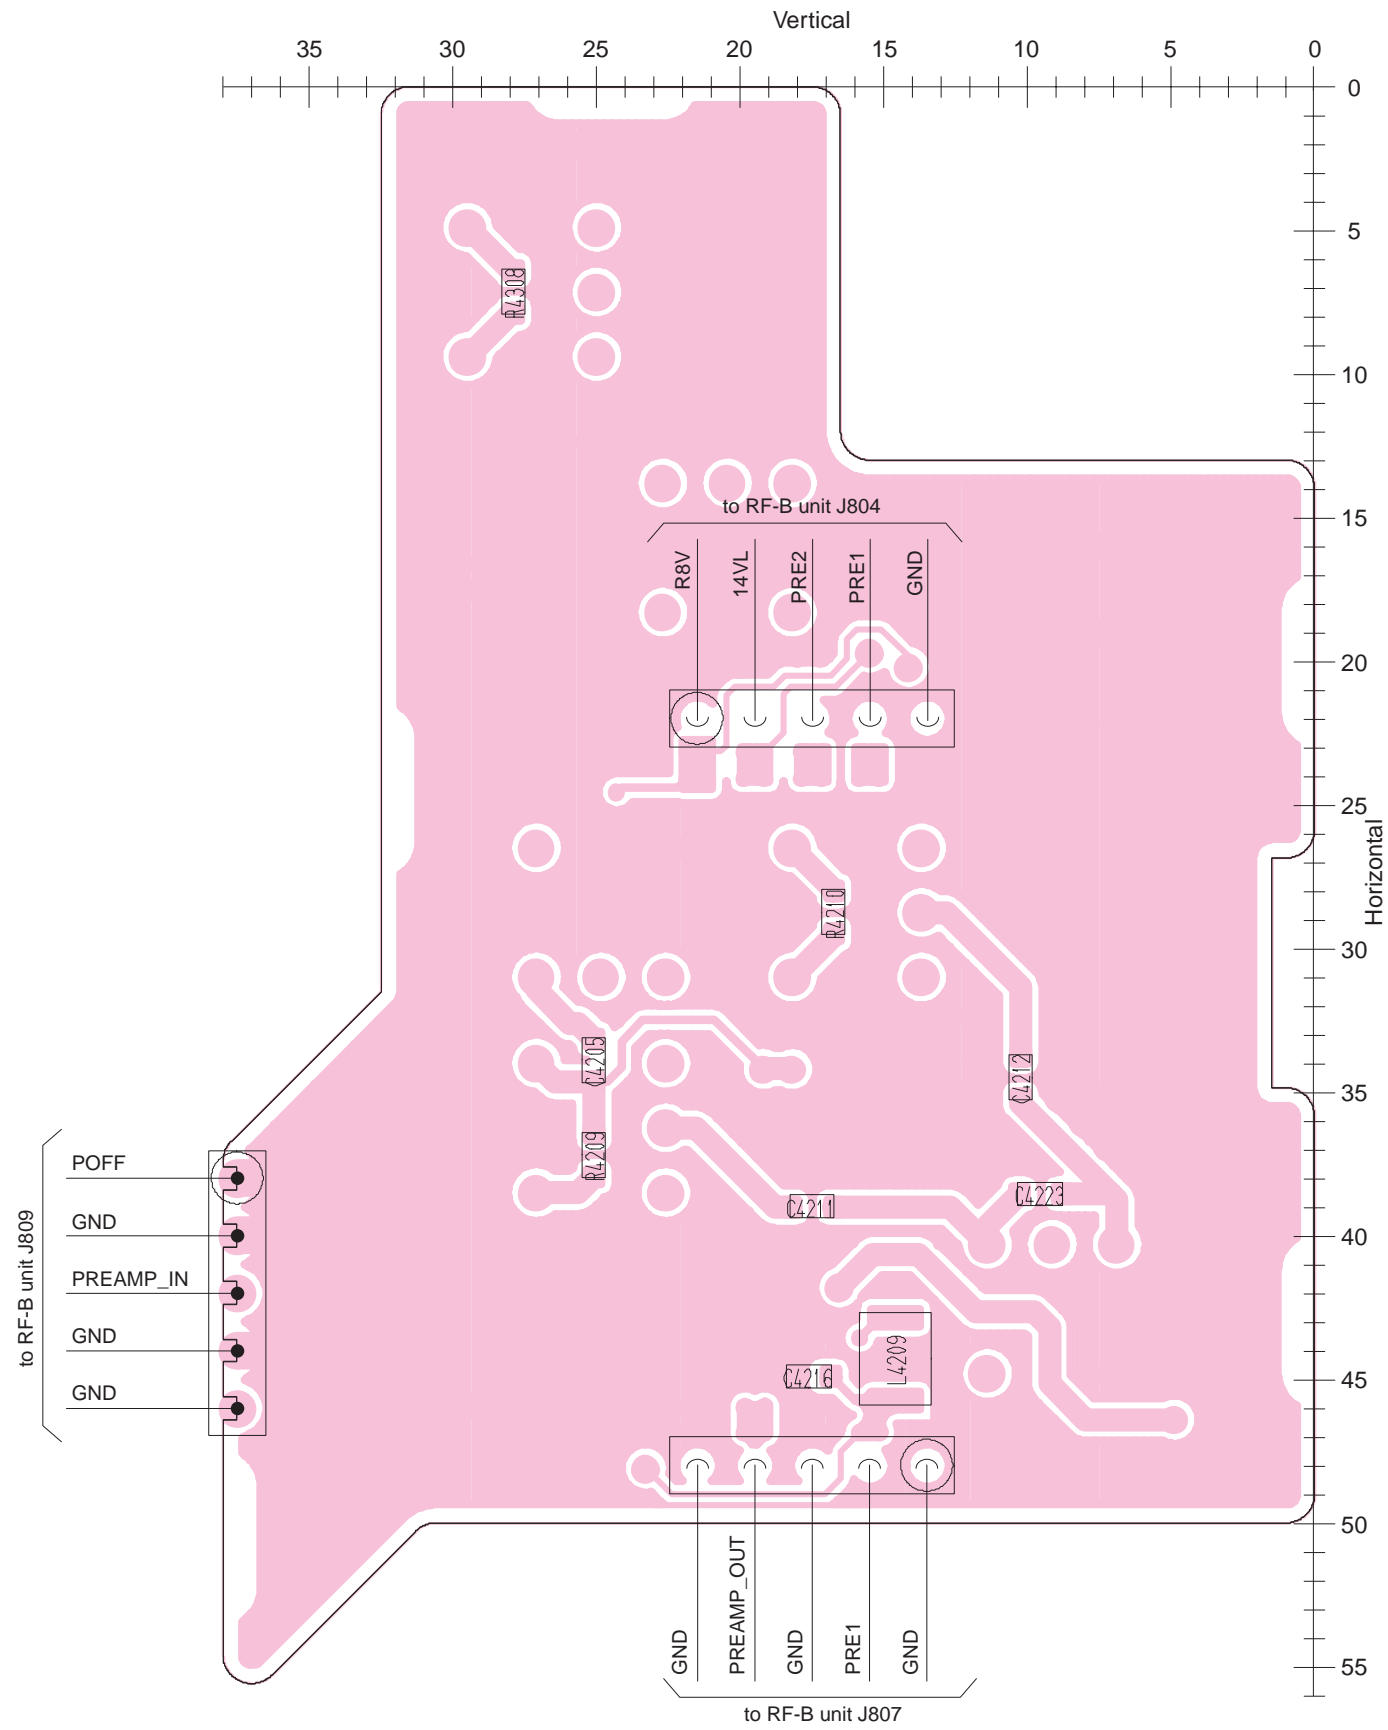 Vertical
35 30 25 20 15 10 5 0
0
5
R4308
10
to RF-B unit J804
15
R8V
14VL
PRE2
PRE1
GND
20
25
Horizontal
R4210
30
C4205
C4212
35
R4209
C4211
C4223
to RF-B unit J809
POFF
GND
PREAMP_IN
GND
GND
40
L4209
C4216
45
50
GND
PREAMP_OUT
GND
PRE1
GND
55
to RF-B unit J807